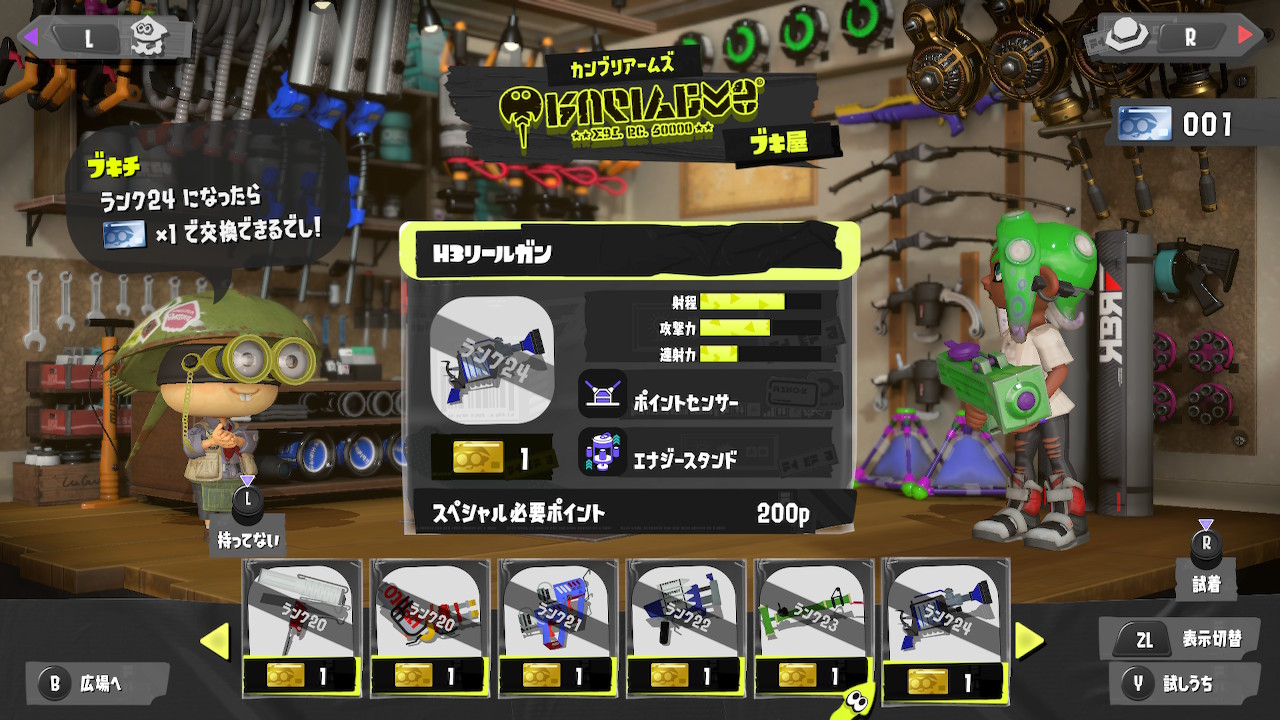 L
R
カンブリアームズ
ブキ屋
001
ブキチ
ランク24 になったら
×1 で交換できるでし!
H3リールガン
ランク24
射程
攻撃力
連射力
ポイントセンサー
1
エナジースタンド
スペシャル必要ポイント 200p
L
持ってない
R
試着
ランク20
ランク20
ランク21
ランク22
ランク23
ランク24
1
1
1
1
1
1
ZL 表示切替
B 広場へ
Y 試しうち